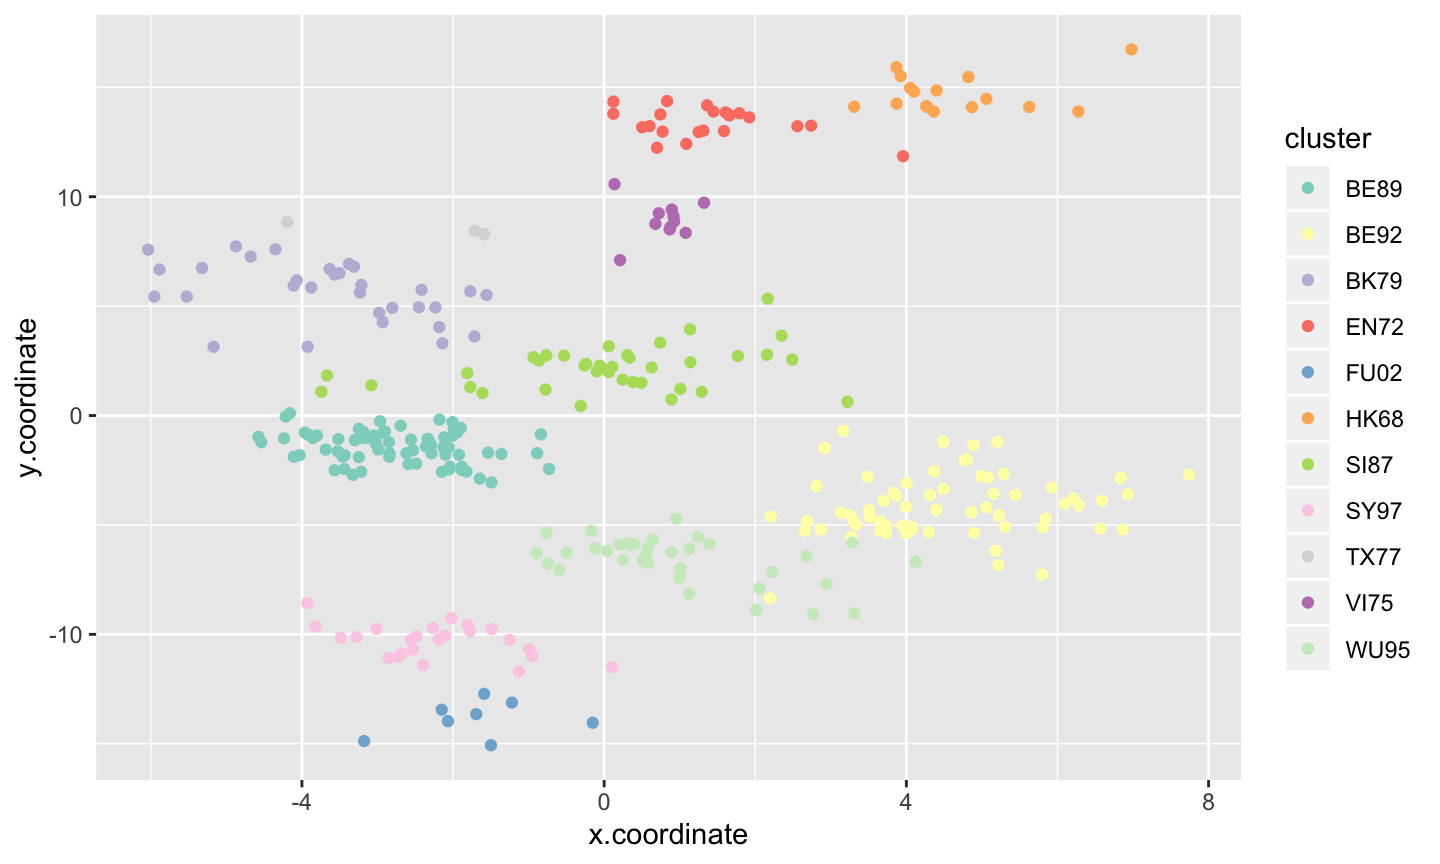 10
0
-10
y.coordinate
-4
0
4
8
x.coordinate
cluster
BE89
BE92
BK79
EN72
FU02
HK68
SI87
SY97
TX77
VI75
WU95